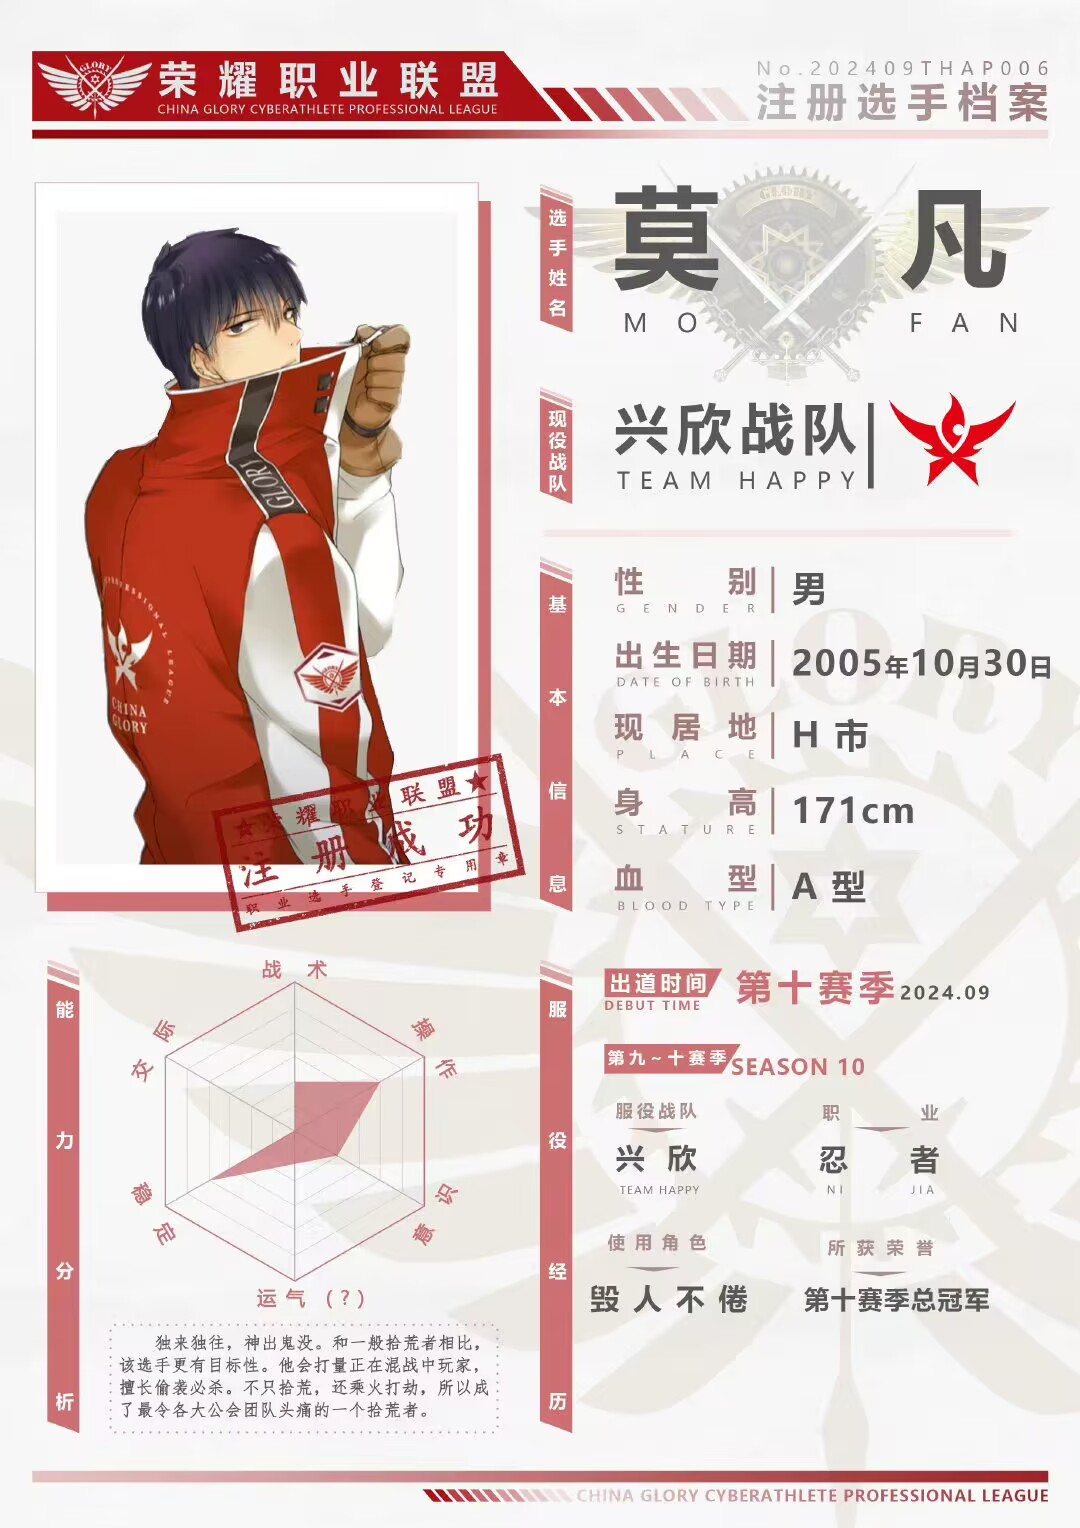 GLORY
荣耀职业联盟
CHINA GLORY CYBERATHLETE PROFESSIONAL LEAGUE
No.202409THAP006
注册选手档案
选手姓名
莫凡
MO FAN
现役战队
兴欣战队
TEAM HAPPY
GLORY
PROFESSIONAL LEAGUE
CHINA
GLORY
★荣耀职业联盟★
注册成功
职业选手登记专用章
基本信息
性别
GENDER
男
出生日期
DATE OF BIRTH
2005年10月30日
现居地
PLACE
H 市
身高
STATURE
171cm
血型
BLOOD TYPE
A 型
能力分析
战术
操作
意识
运气（?）
稳定
交际
独来独往，神出鬼没。和一般拾荒者相比，
该选手更有目标性。他会打量正在混战中玩家，
擅长偷袭必杀。不只拾荒，还乘火打劫，所以成
了最令各大公会团队头痛的一个拾荒者。
服役经历
出道时间
DEBUT TIME
第十赛季2024.09
第九~十赛季
SEASON 10
服役战队
兴欣
TEAM HAPPY
职业
忍者
NI JIA
使用角色
毁人不倦
所获荣誉
第十赛季总冠军
CHINA GLORY CYBERATHLETE PROFESSIONAL LEAGUE